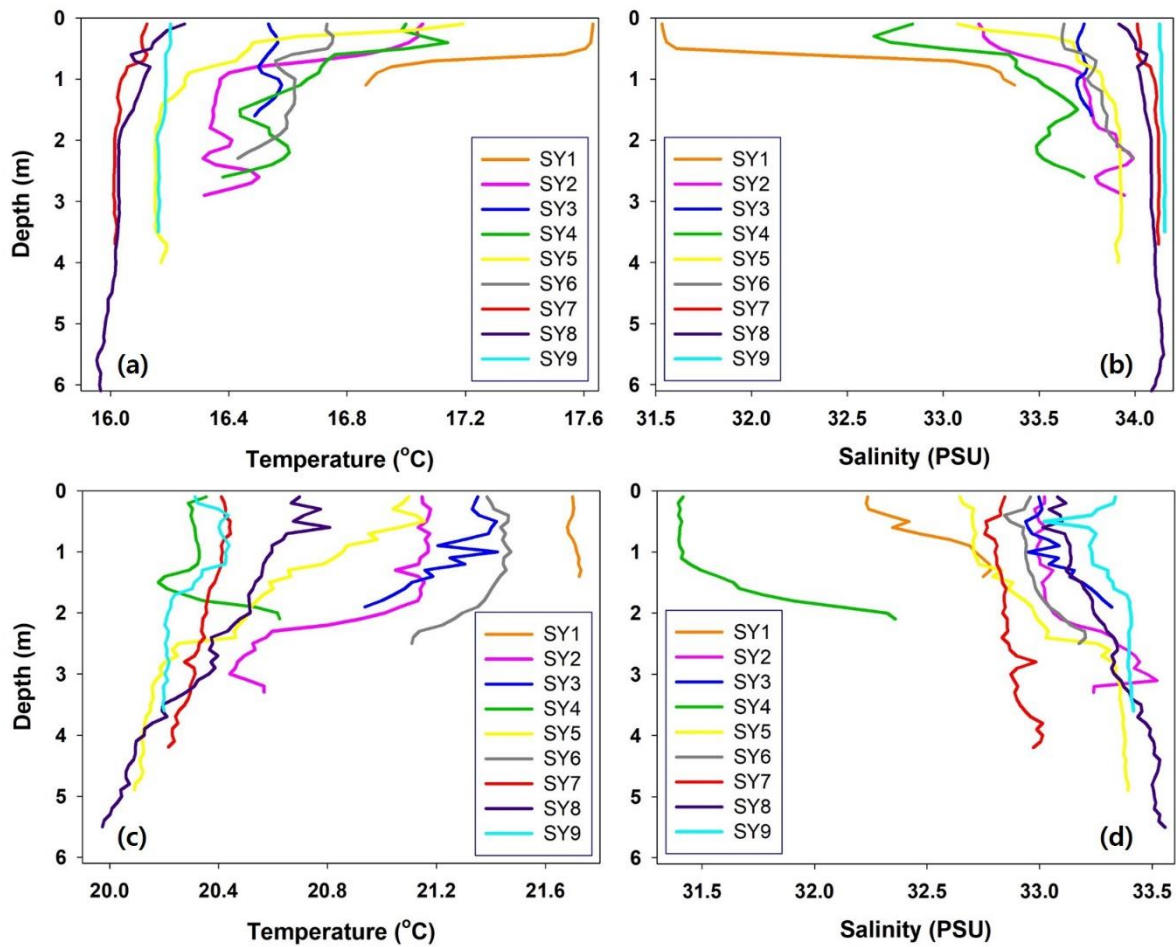 0
1
2
3
4
5
6
Depth (m)
SY1
SY2
SY3
SY4
SY5
SY6
SY7
SY8
SY9
(a)
16.0 16.4 16.8 17.2 17.6
Temperature (°C)
0
1
2
3
4
5
6
SY1
SY2
SY3
SY4
SY5
SY6
SY7
SY8
SY9
(b)
31.5 32.0 32.5 33.0 33.5 34.0
Salinity (PSU)
0
1
2
3
4
5
6
Depth (m)
SY1
SY2
SY3
SY4
SY5
SY6
SY7
SY8
SY9
(c)
20.0 20.4 20.8 21.2 21.6
Temperature (°C)
0
1
2
3
4
5
6
SY1
SY2
SY3
SY4
SY5
SY6
SY7
SY8
SY9
(d)
31.5 32.0 32.5 33.0 33.5
Salinity (PSU)